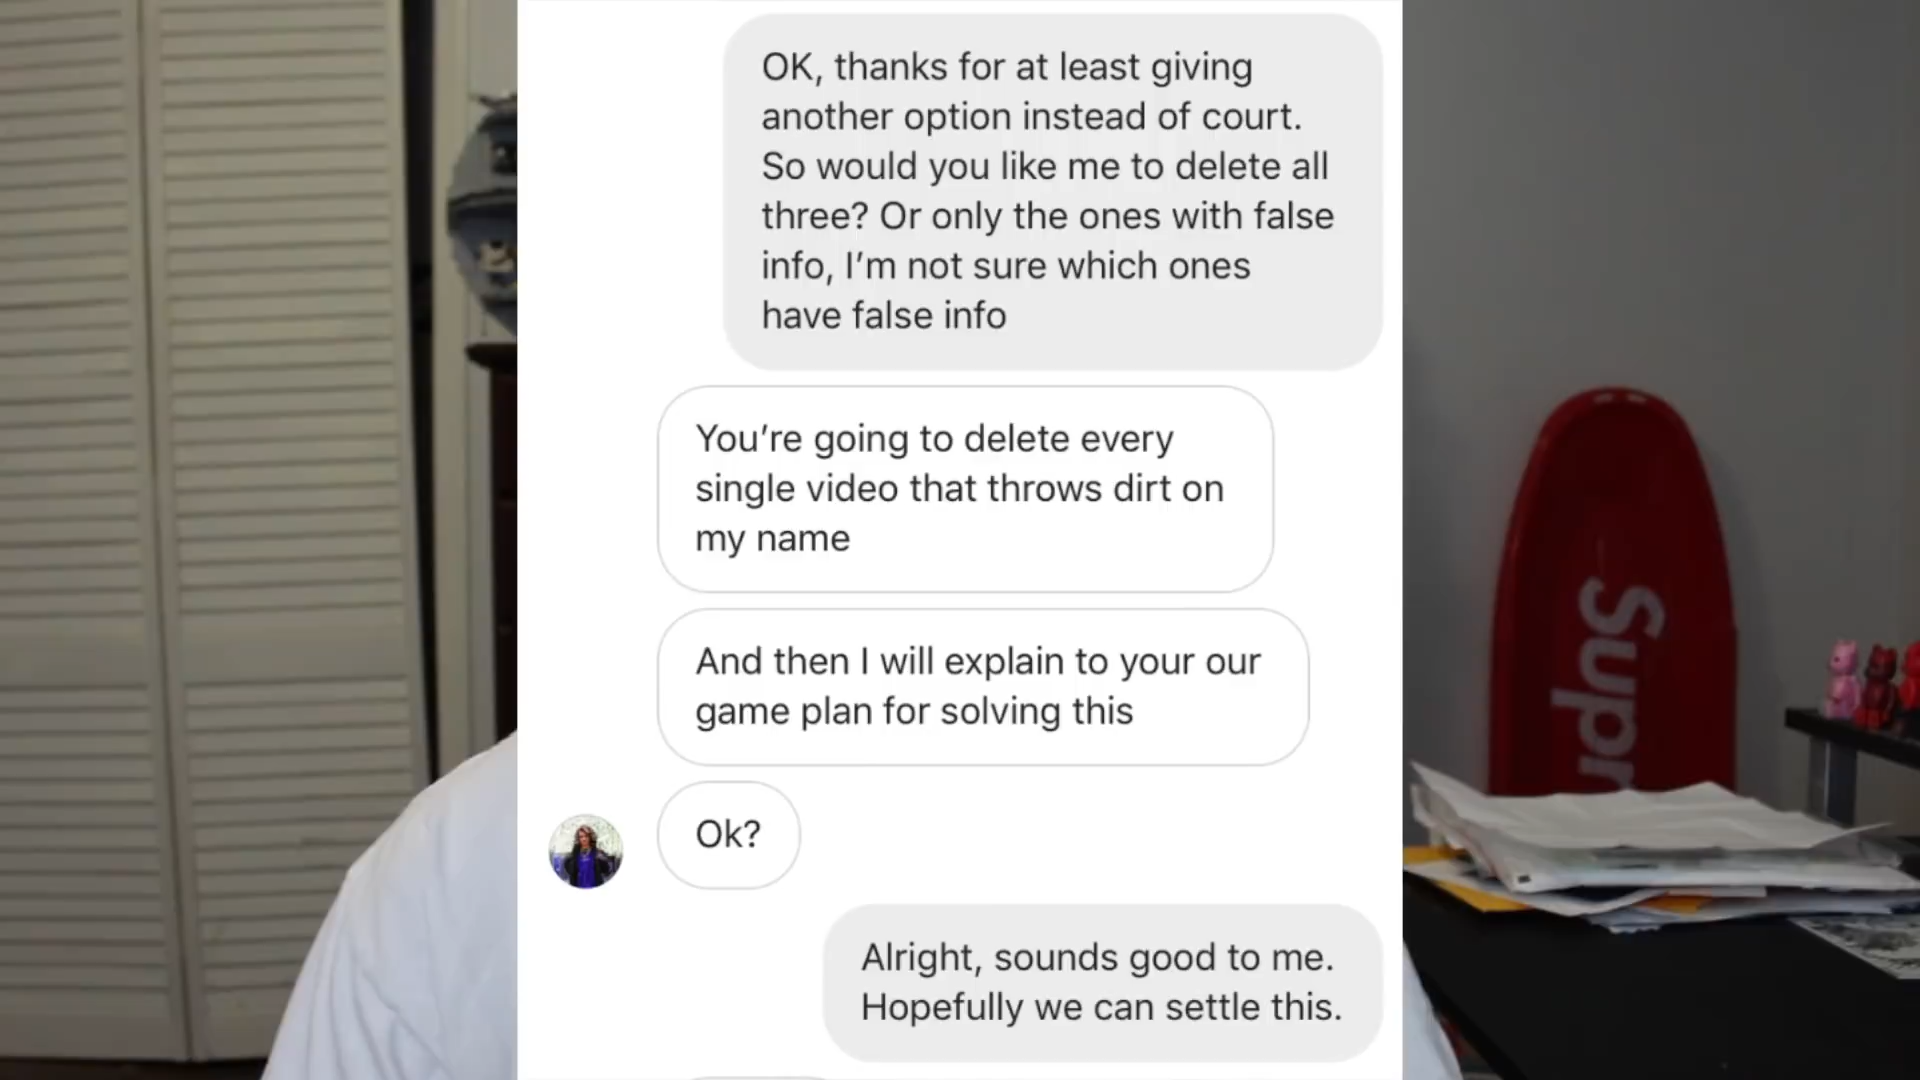 OK, thanks for at least giving
another option instead of court.
So would you like me to delete all
three? Or only the ones with false
info, I'm not sure which ones
have false info
You're going to delete every
single video that throws dirt on
my name
And then I will explain to your our
game plan for solving this
Ok?
Alright, sounds good to me.
Hopefully we can settle this.
Supr